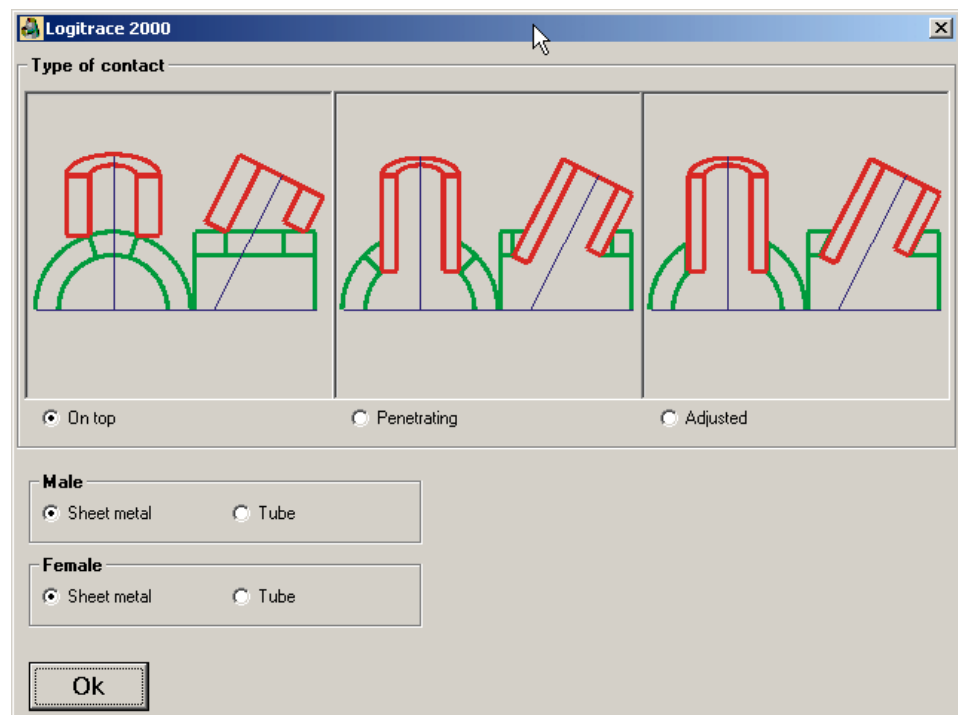 Logitrace 2000
Type of contact
On top Penetrating Adjusted
Male
Sheet metal Tube
Female
Sheet metal Tube
Ok